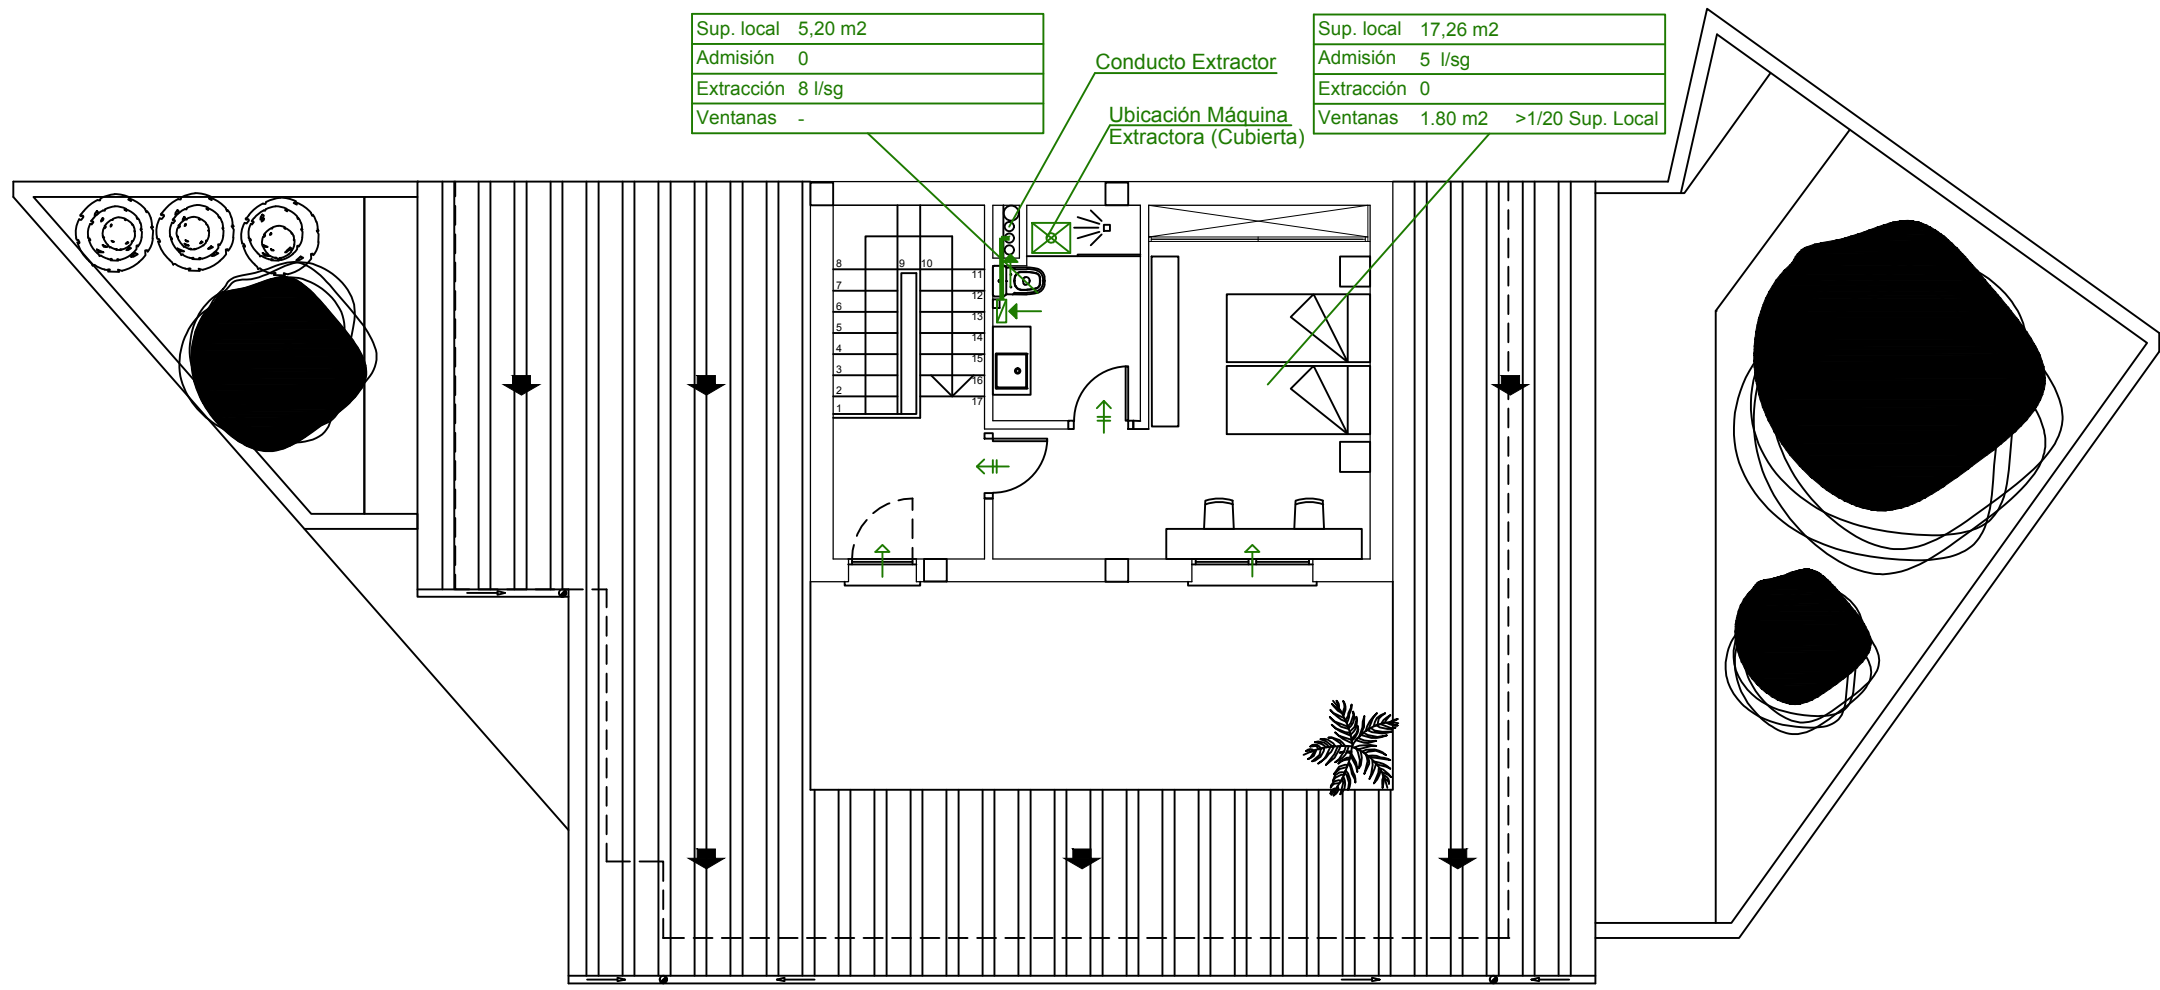 Sup. local 5,20 m2
Admisión 0
Extracción 8 l/sg
Ventanas -
Conducto Extractor
Ubicación Máquina
Extractora (Cubierta)
Sup. local 17,26 m2
Admisión 5 l/sg
Extracción 0
Ventanas 1.80 m2 >1/20 Sup. Local
8
9
10
11
7
12
6
13
5
14
4
15
3
16
2
17
1